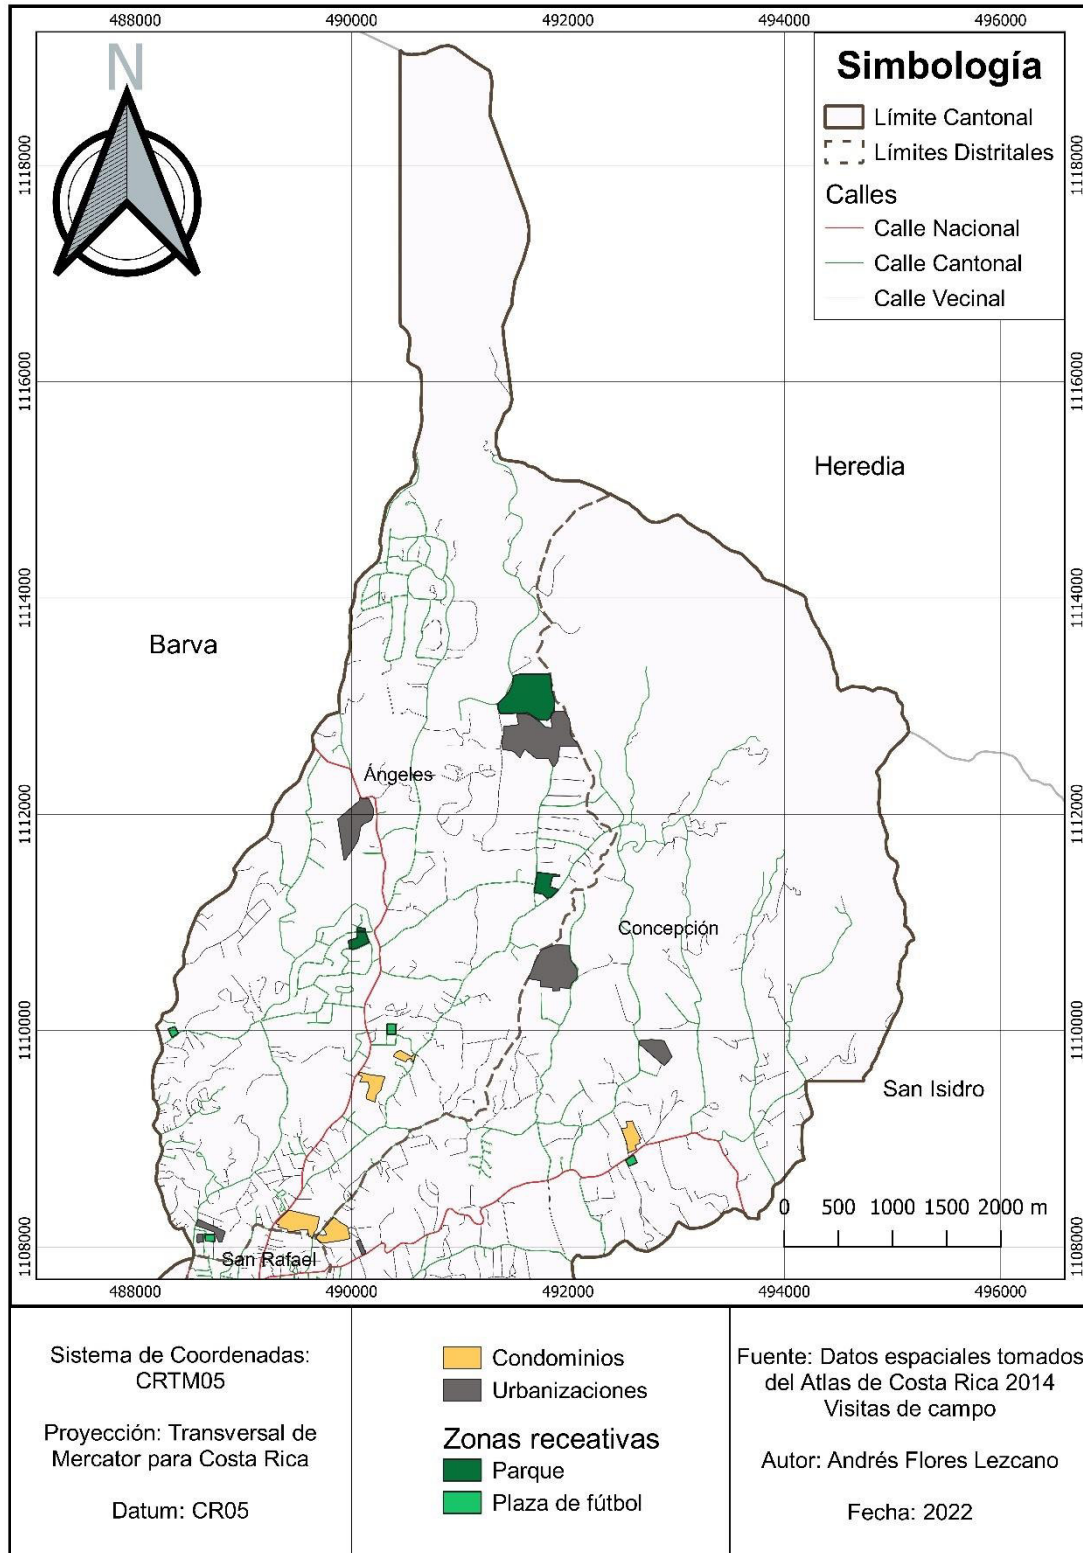 488000 490000 492000 494000 496000
N
Simbología
Límite Cantonal
Límites Distritales
Calles
Calle Nacional
Calle Cantonal
Calle Vecinal
1118000 1118000
1116000 1116000
Heredia
1114000 1114000
Barva
Ángeles
1112000 1112000
Concepción
1110000 1110000
San Isidro
0 500 1000 1500 2000 m
1108000 1108000
San Rafael
488000 490000 492000 494000 496000
Sistema de Coordenadas:
CRTM05
Proyección: Transversal de
Mercator para Costa Rica
Datum: CR05
Condominios
Urbanizaciones
Zonas receativas
Parque
Plaza de fútbol
Fuente: Datos espaciales tomados
del Atlas de Costa Rica 2014
Visitas de campo
Autor: Andrés Flores Lezcano
Fecha: 2022